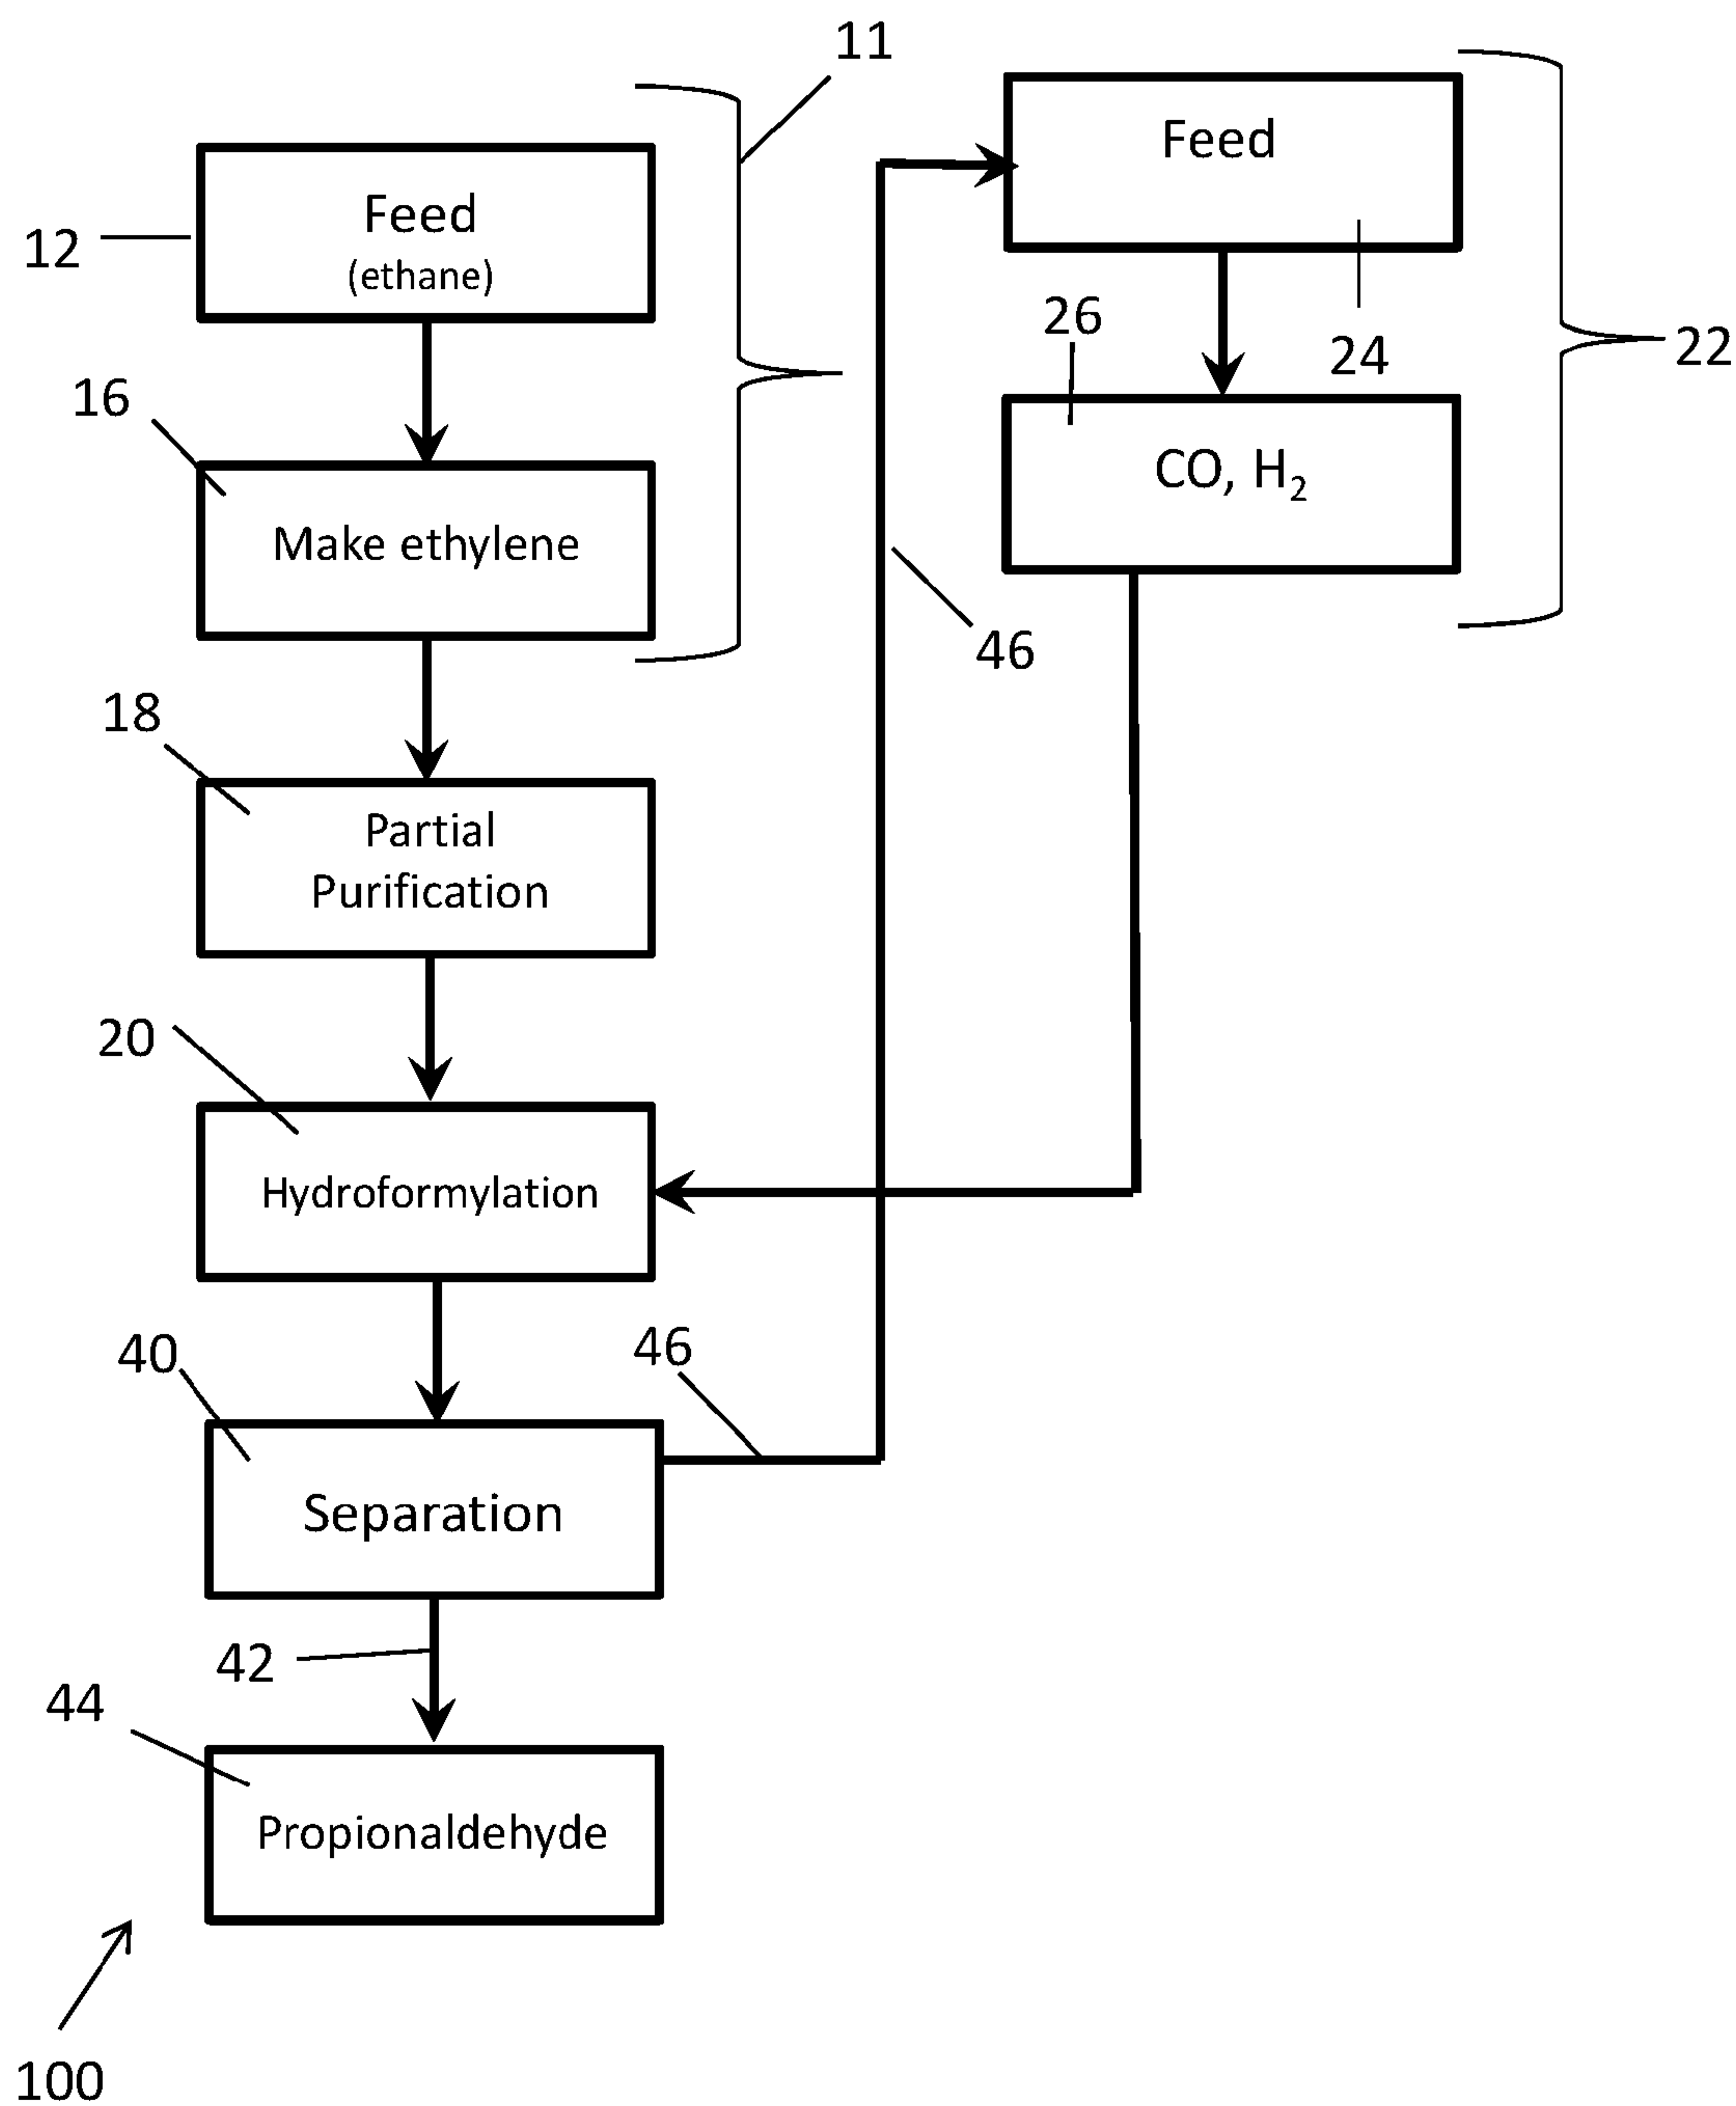 11
Feed
Feed
(ethane)
12
26
24
22
16
CO, H₂
Make ethylene
46
18
Partial
Purification
20
Hydroformylation
40
46
Separation
42
44
Propionaldehyde
100